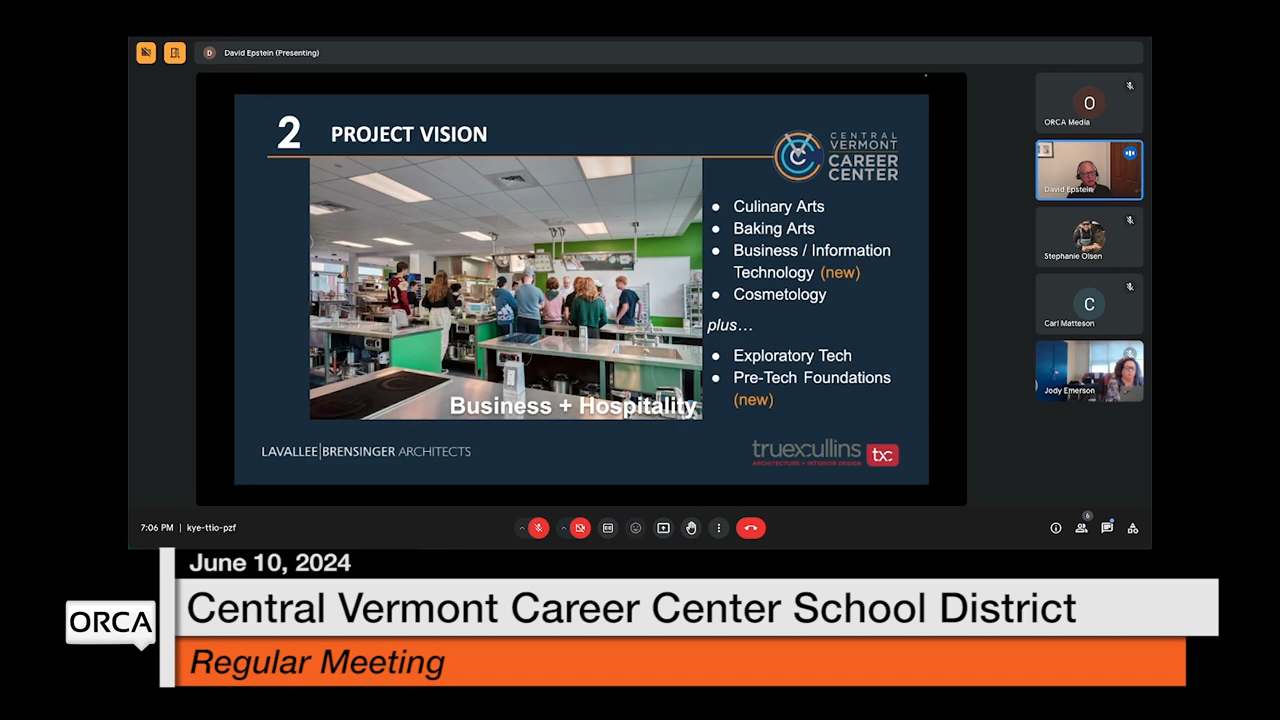 D David Epstein (Presenting)
2 PROJECT VISION
CENTRAL
VERMONT
CAREER
CENTER
C
• Culinary Arts
• Baking Arts
• Business / Information
Technology (new)
• Cosmetology
plus…
• Exploratory Tech
• Pre-Tech Foundations
(new)
Business + Hospitality
LAVALLEE|BRENSINGER ARCHITECTS
truexcullins
ARCHITECTURE + INTERIOR DESIGN
txc
O
ORCA Media
David Epstein
Stephanie Olsen
C
Carl Matteson
Jody Emerson
7:06 PM | kye-ttio-pzf
6
June 10, 2024
ORCA
Central Vermont Career Center School District
Regular Meeting